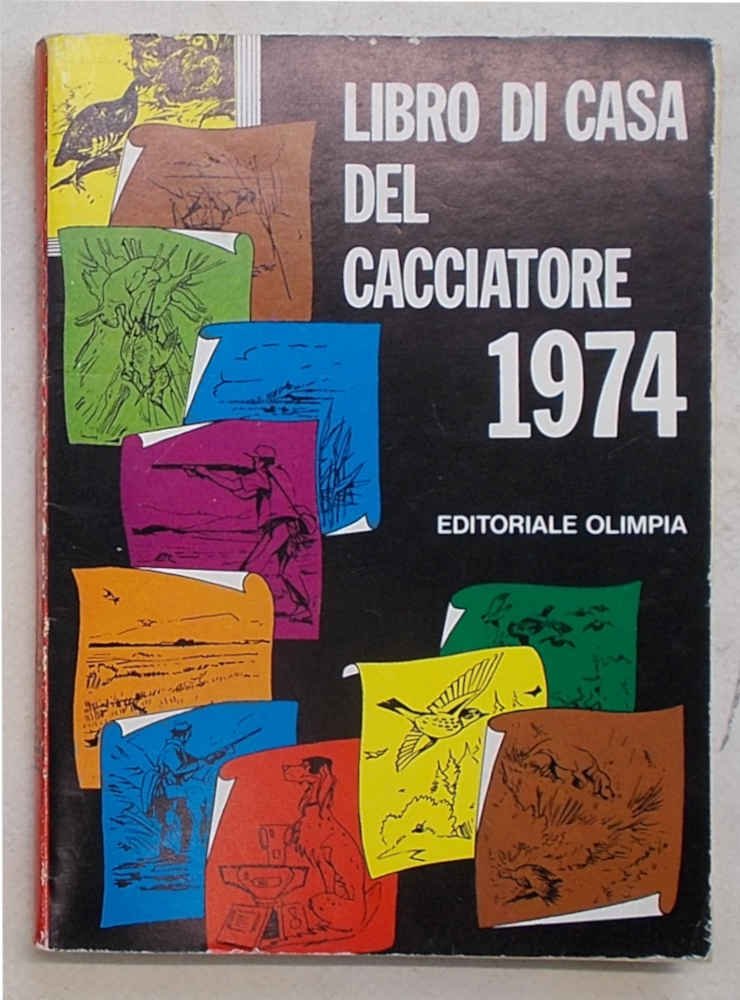 LIBRO DI CASA
DEL
CACCIATORE
1974
EDITORIALE OLIMPIA